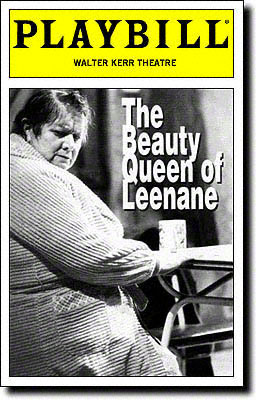 PLAYBILL®
WALTER KERR THEATRE
The
Beauty
Queen of
Leenane